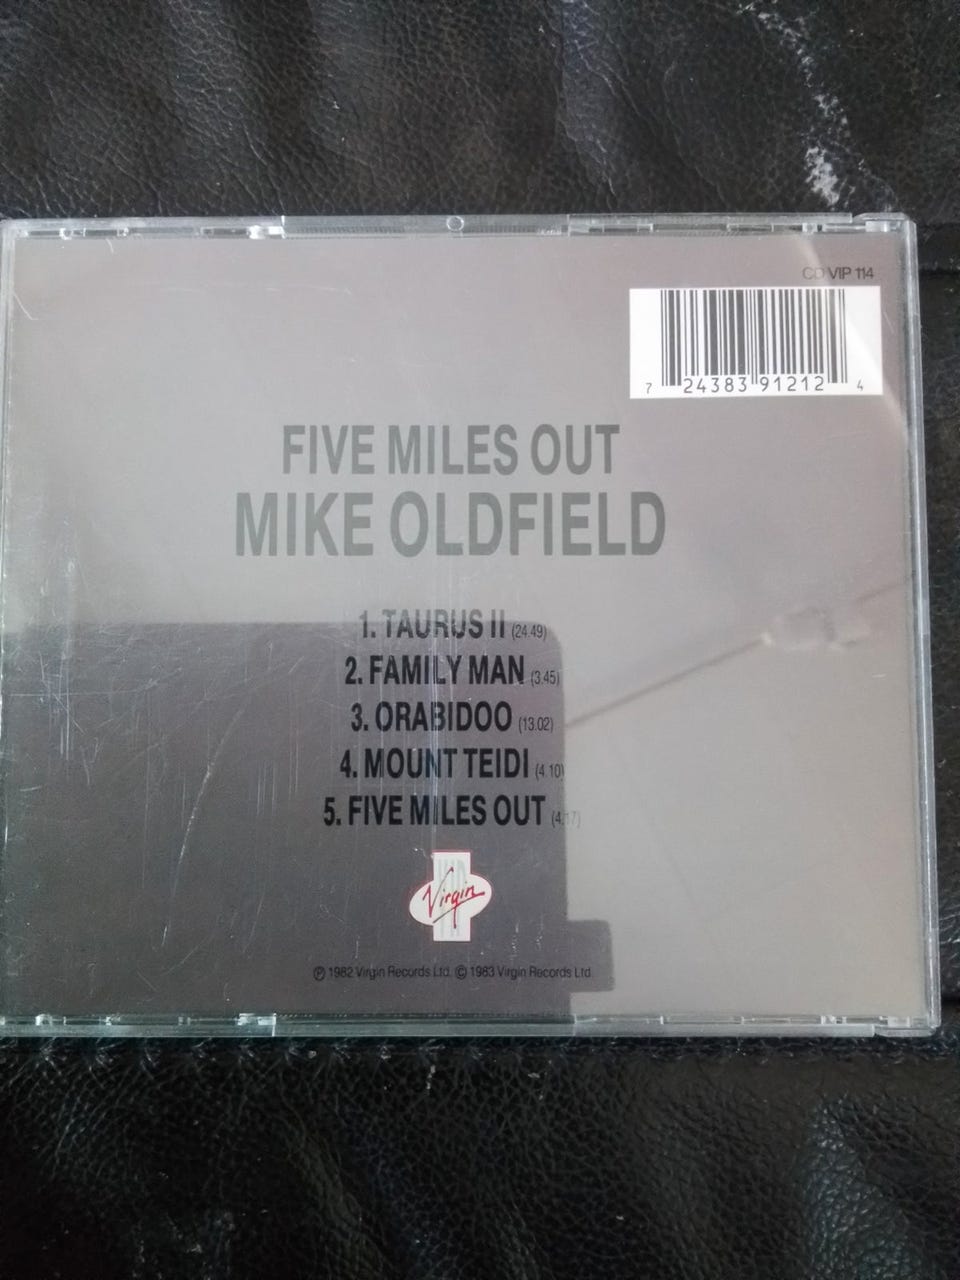 CD VIP 114
7 24383 91212 4
FIVE MILES OUT
MIKE OLDFIELD
1. TAURUS II (24.49)
2. FAMILY MAN (3.45)
3. ORABIDOO (13.02)
4. MOUNT TEIDI (4.10)
5. FIVE MILES OUT (4.17)
Virgin
℗ 1982 Virgin Records Ltd. © 1983 Virgin Records Ltd.